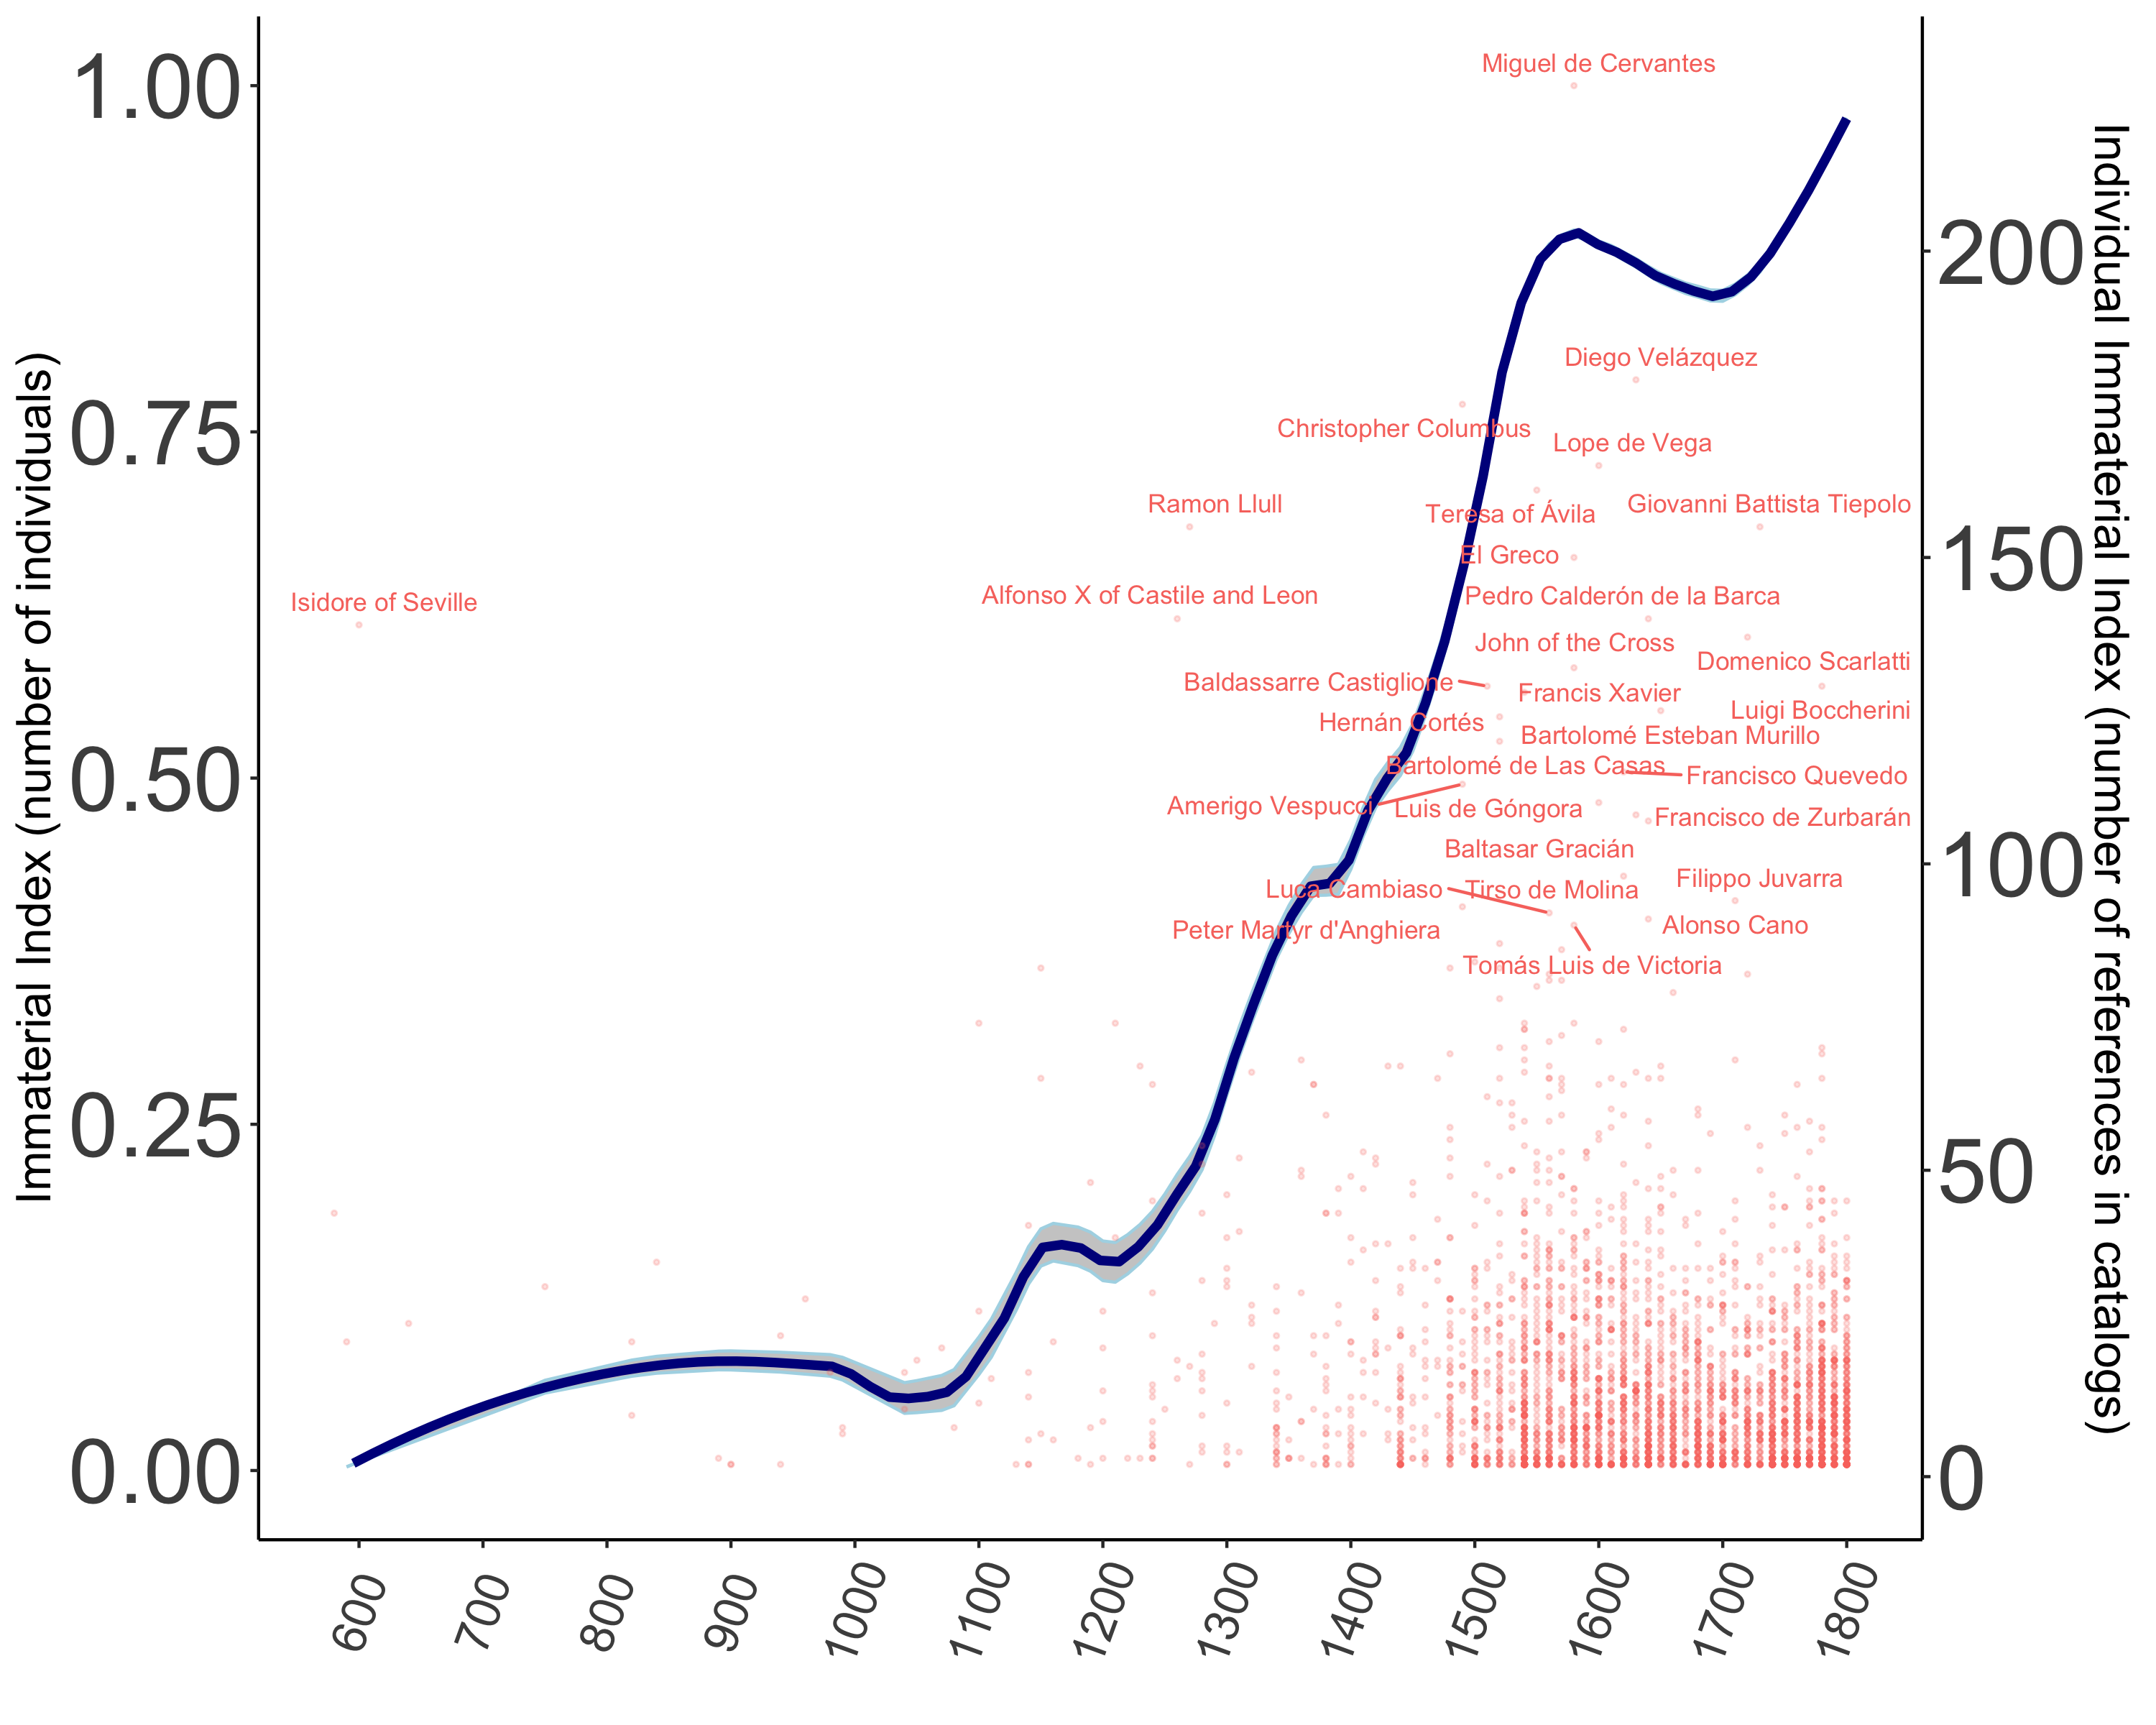 Immaterial Index (number of individuals)
1.00
0.75
0.50
0.25
0.00
Miguel de Cervantes
Diego Velázquez
Christopher Columbus
Lope de Vega
Ramon Llull
Giovanni Battista Tiepolo
Teresa of Ávila
El Greco
Isidore of Seville
Alfonso X of Castile and Leon
Pedro Calderón de la Barca
John of the Cross
Domenico Scarlatti
Baldassarre Castiglione
Francis Xavier
Luigi Boccherini
Hernán Cortés
Bartolomé Esteban Murillo
Bartolomé de Las Casas
Francisco Quevedo
Amerigo Vespucci
Luis de Góngora
Francisco de Zurbarán
Baltasar Gracián
Filippo Juvarra
Luca Cambiaso
Tirso de Molina
Alonso Cano
Peter Martyr d'Anghiera
Tomás Luis de Victoria
200
150
100
50
0
Individual Immaterial Index (number of references in catalogs)
600
700
800
900
1000
1100
1200
1300
1400
1500
1600
1700
1800